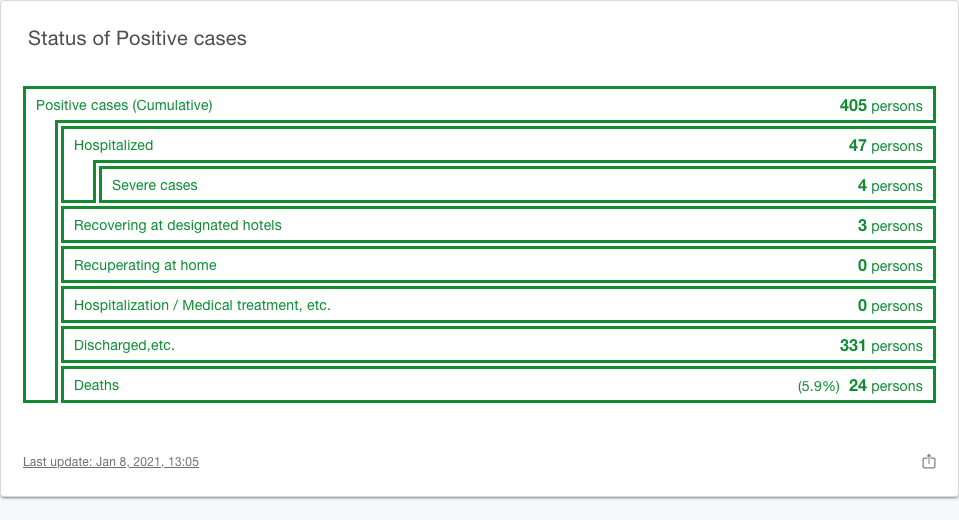 Status of Positive cases
Positive cases (Cumulative) 405 persons
Hospitalized 47 persons
Severe cases 4 persons
Recovering at designated hotels 3 persons
Recuperating at home 0 persons
Hospitalization / Medical treatment, etc. 0 persons
Discharged,etc. 331 persons
Deaths (5.9%) 24 persons
Last update: Jan 8, 2021, 13:05